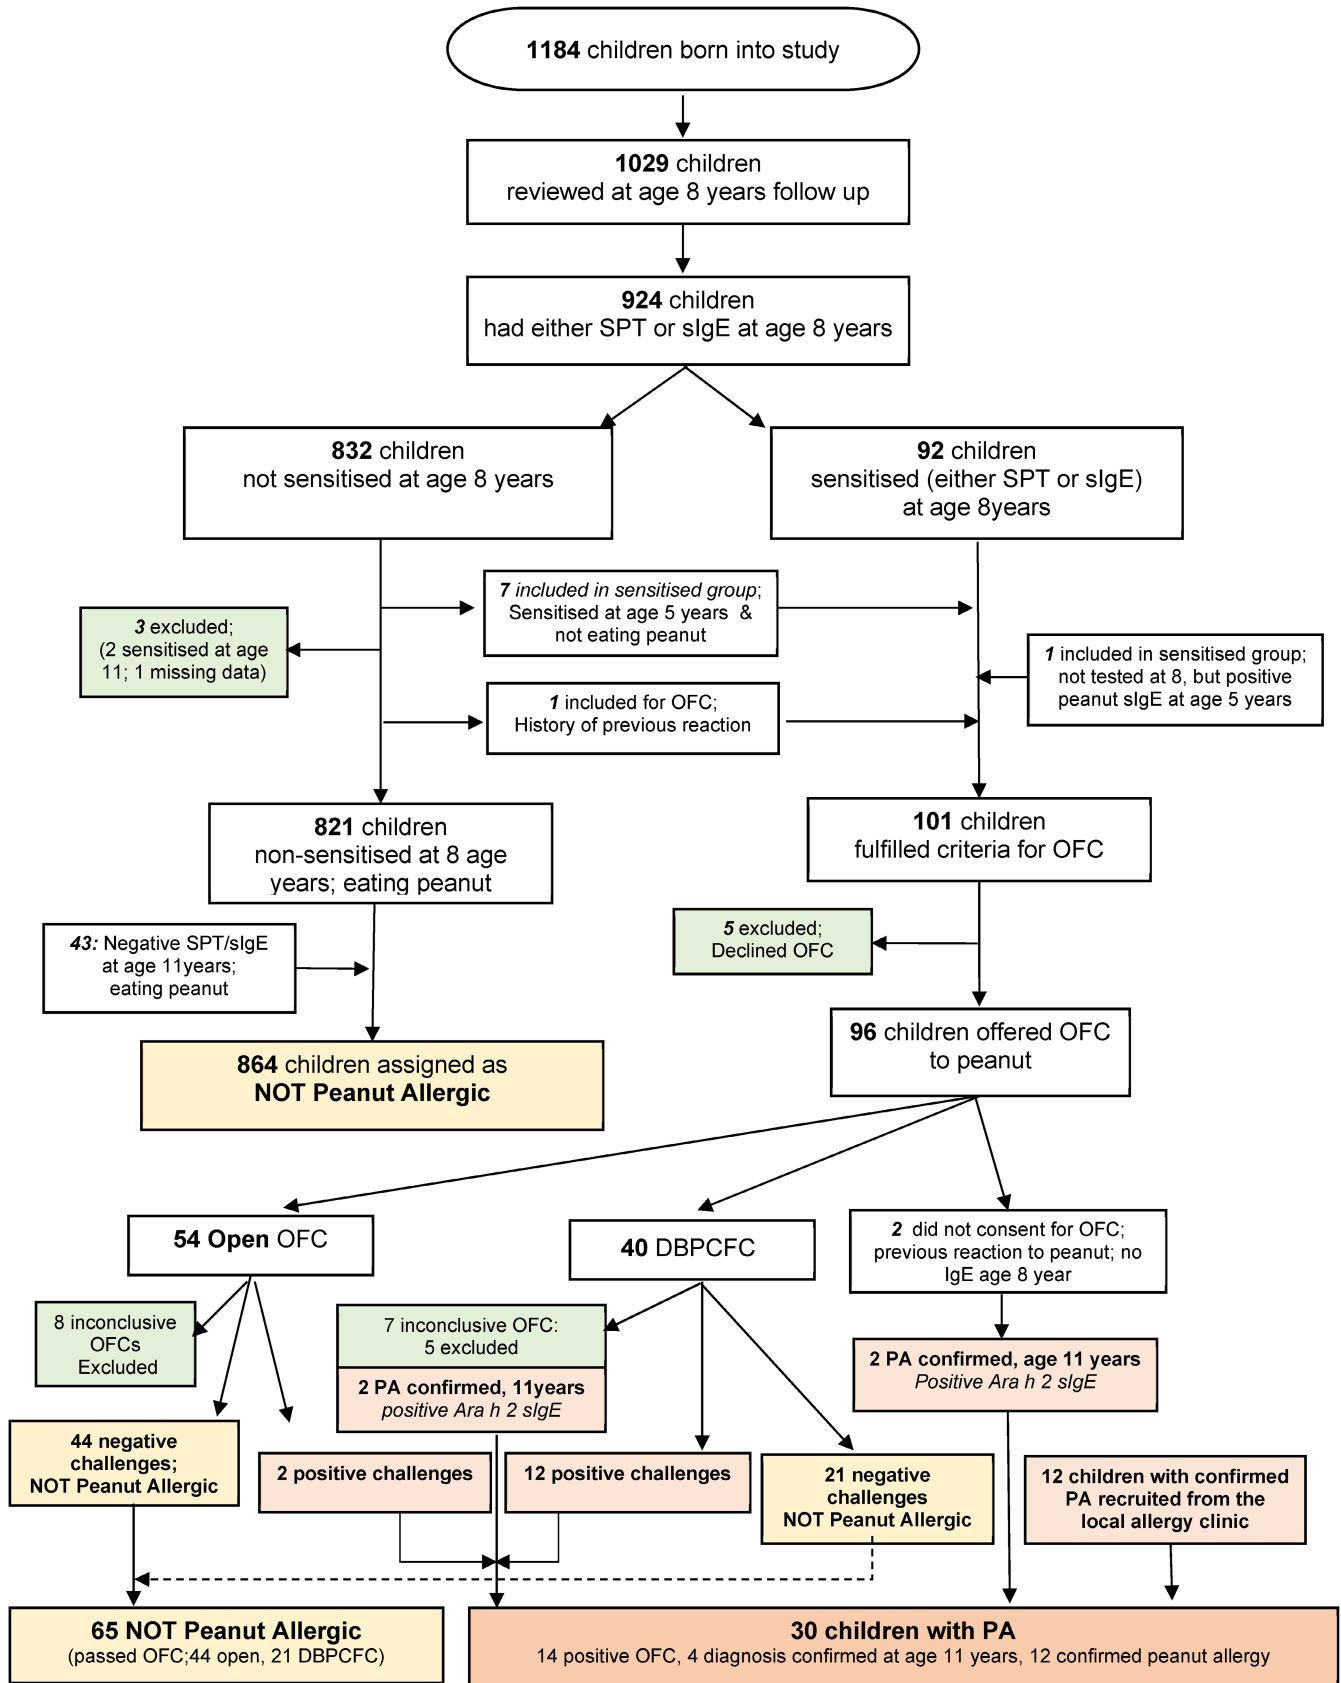 1184 children born into study
1029 children
reviewed at age 8 years follow up
924 children
had either SPT or sIgE at age 8 years
832 children
not sensitised at age 8 years
92 children
sensitised (either SPT or sIgE)
at age 8years
7 included in sensitised group;
Sensitised at age 5 years &
not eating peanut
3 excluded;
(2 sensitised at age
11; 1 missing data)
1 included in sensitised group;
not tested at 8, but positive
peanut sIgE at age 5 years
1 included for OFC;
History of previous reaction
821 children
non-sensitised at 8 age
years; eating peanut
101 children
fulfilled criteria for OFC
43: Negative SPT/sIgE
at age 11years;
eating peanut
5 excluded;
Declined OFC
864 children assigned as
NOT Peanut Allergic
96 children offered OFC
to peanut
54 Open OFC
40 DBPCFC
2 did not consent for OFC;
previous reaction to peanut; no
IgE age 8 year
8 inconclusive
OFCs
Excluded
7 inconclusive OFC:
5 excluded
2 PA confirmed, 11years
positive Ara h 2 sIgE
2 PA confirmed, age 11 years
Positive Ara h 2 sIgE
44 negative
challenges;
NOT Peanut Allergic
2 positive challenges
12 positive challenges
21 negative
challenges
NOT Peanut Allergic
12 children with confirmed
PA recruited from the
local allergy clinic
65 NOT Peanut Allergic
(passed OFC;44 open, 21 DBPCFC)
30 children with PA
14 positive OFC, 4 diagnosis confirmed at age 11 years, 12 confirmed peanut allergy